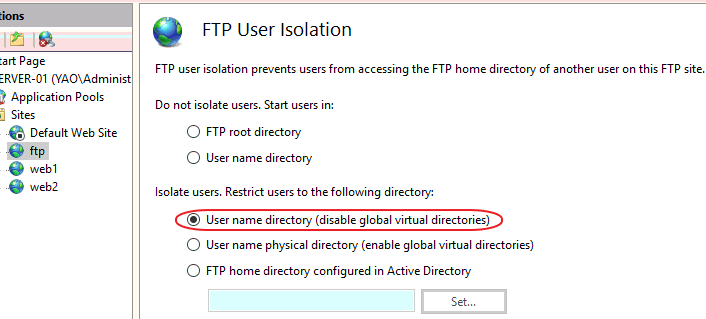 tions
FTP User Isolation
FTP user isolation prevents users from accessing the FTP home directory of another user on this FTP site.
tart Page
ERVER-01 (YAO\Administ
Application Pools
Sites
Default Web Site
ftp
web1
web2
Do not isolate users. Start users in:
FTP root directory
User name directory
Isolate users. Restrict users to the following directory:
User name directory (disable global virtual directories)
User name physical directory (enable global virtual directories)
FTP home directory configured in Active Directory
Set...